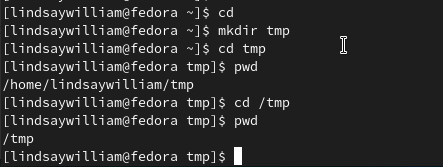 [lindsaywilliam@fedora ~]$ cd
[lindsaywilliam@fedora ~]$ mkdir tmp
[lindsaywilliam@fedora ~]$ cd tmp
[lindsaywilliam@fedora tmp]$ pwd
/home/lindsaywilliam/tmp
[lindsaywilliam@fedora tmp]$ cd /tmp
[lindsaywilliam@fedora tmp]$ pwd
/tmp
[lindsaywilliam@fedora tmp]$